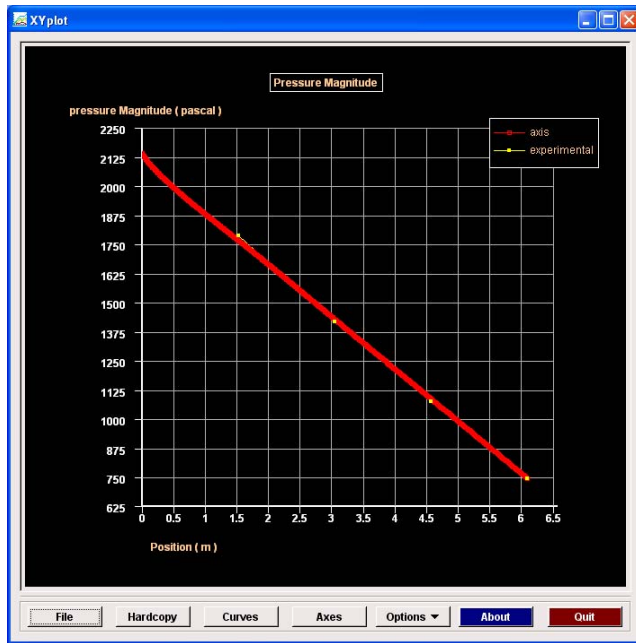 XYplot
Pressure Magnitude
pressure Magnitude ( pascal )
axis
experimental
2250
2125
2000
1875
1750
1625
1500
1375
1250
1125
1000
875
750
625
0 0.5 1 1.5 2 2.5 3 3.5 4 4.5 5 5.5 6 6.5
Position ( m )
File Hardcopy Curves Axes Options About Quit